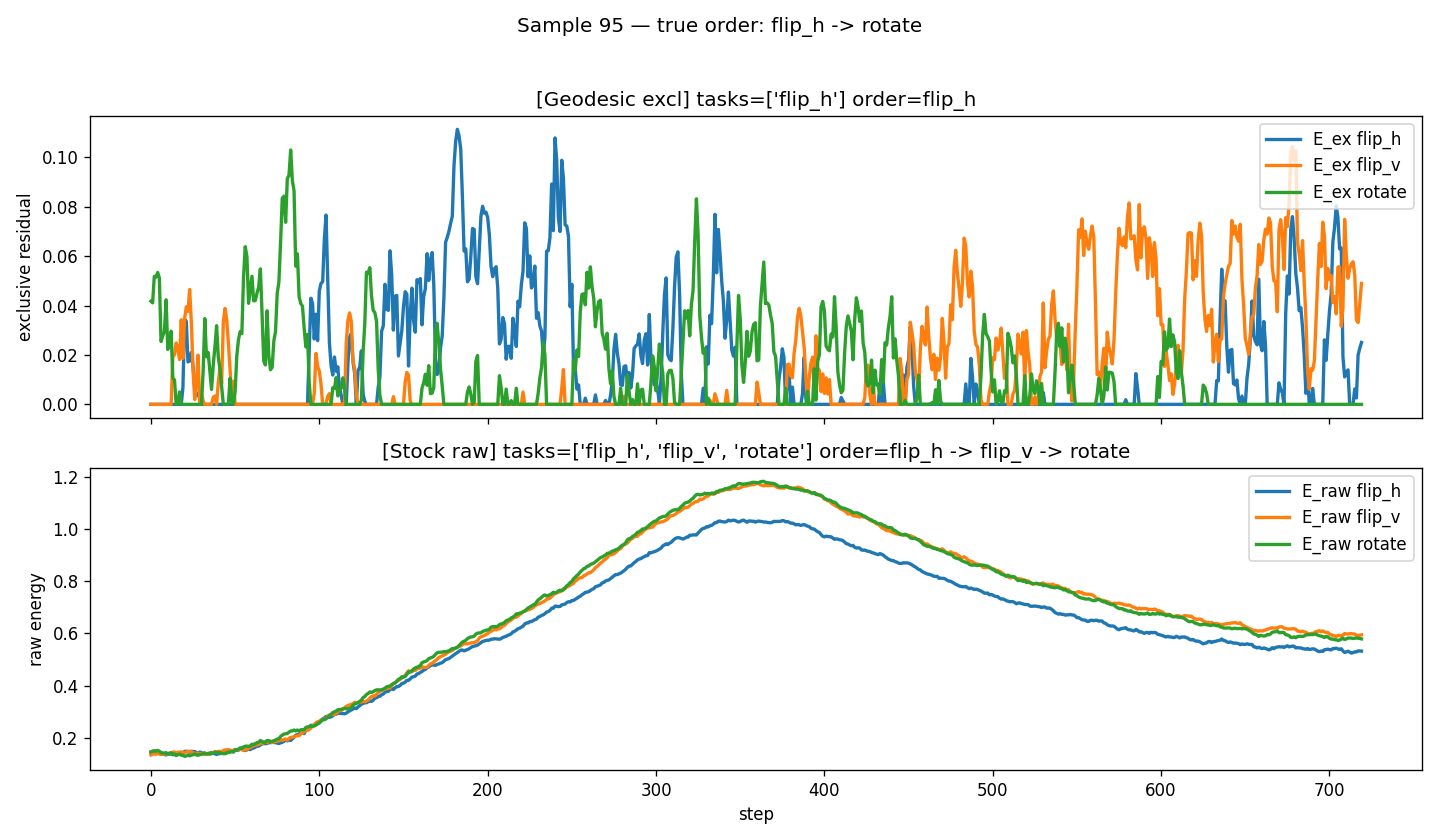 Sample 95 — true order: flip_h -> rotate
[Geodesic excl] tasks=['flip_h'] order=flip_h
exclusive residual
0.10
0.08
0.06
0.04
0.02
0.00
E_ex flip_h
E_ex flip_v
E_ex rotate
[Stock raw] tasks=['flip_h', 'flip_v', 'rotate'] order=flip_h -> flip_v -> rotate
raw energy
1.2
1.0
0.8
0.6
0.4
0.2
E_raw flip_h
E_raw flip_v
E_raw rotate
0 100 200 300 400 500 600 700
step